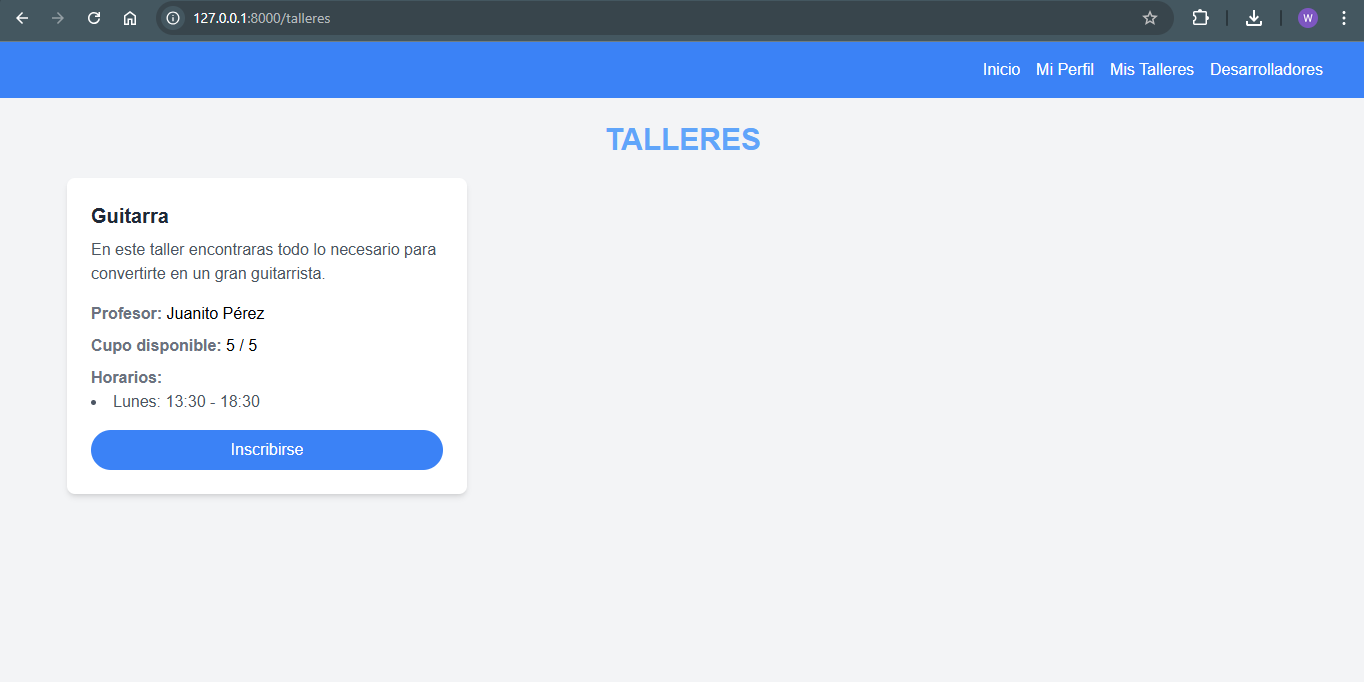 127.0.0.1:8000/talleres
W
Inicio Mi Perfil Mis Talleres Desarrolladores
TALLERES
Guitarra
En este taller encontraras todo lo necesario para
convertirte en un gran guitarrista.
Profesor: Juanito Pérez
Cupo disponible: 5 / 5
Horarios:
• Lunes: 13:30 - 18:30
Inscribirse